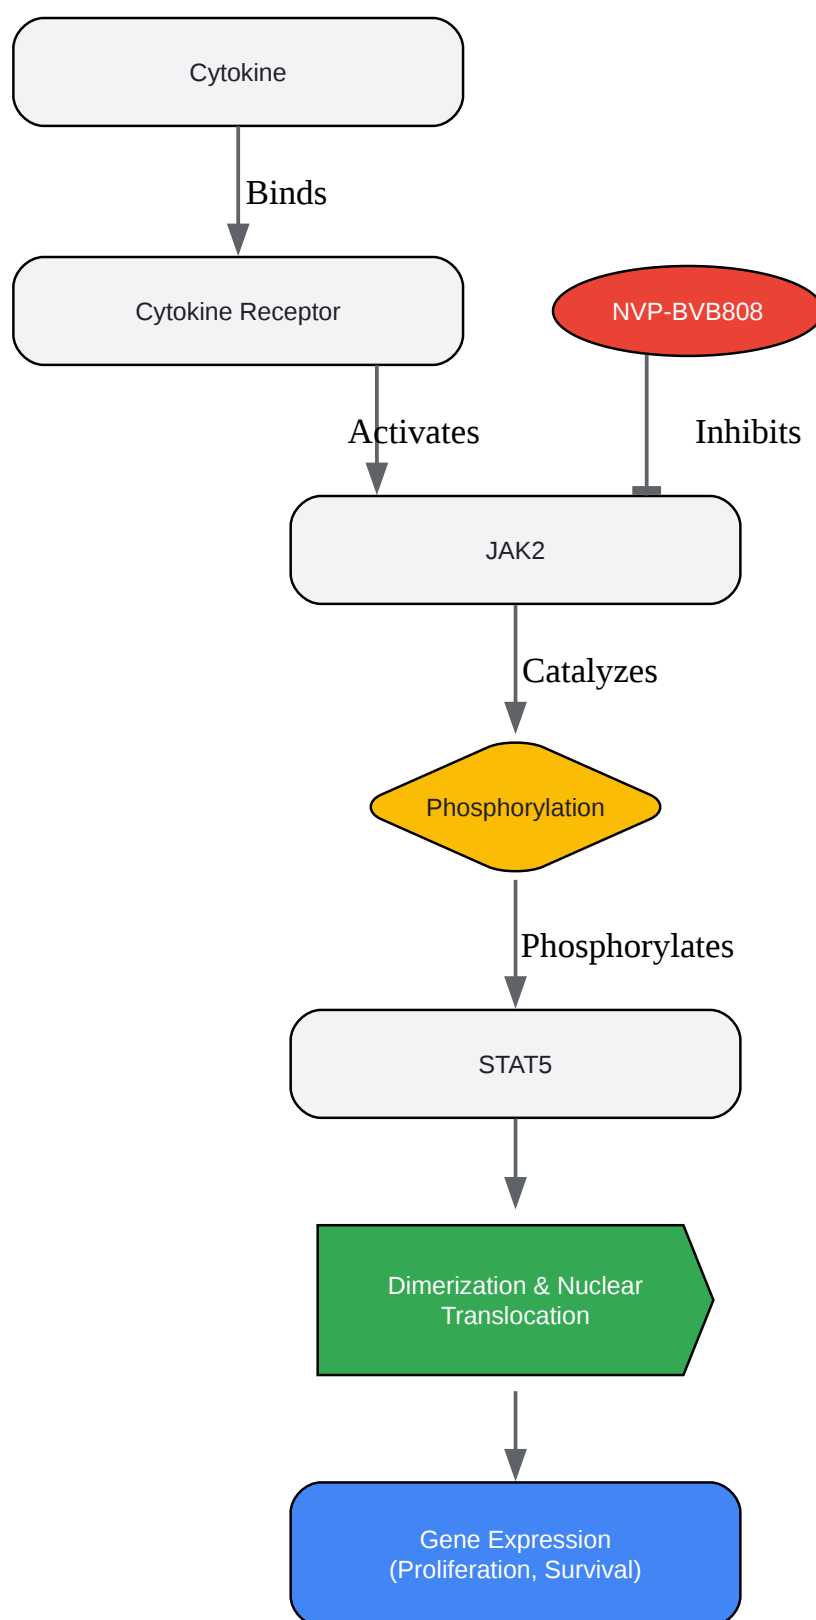 Cytokine
Binds
Cytokine Receptor
NVP-BVB808
Activates
Inhibits
JAK2
Catalyzes
Phosphorylation
Phosphorylates
STAT5
Dimerization & Nuclear
Translocation
Gene Expression
(Proliferation, Survival)